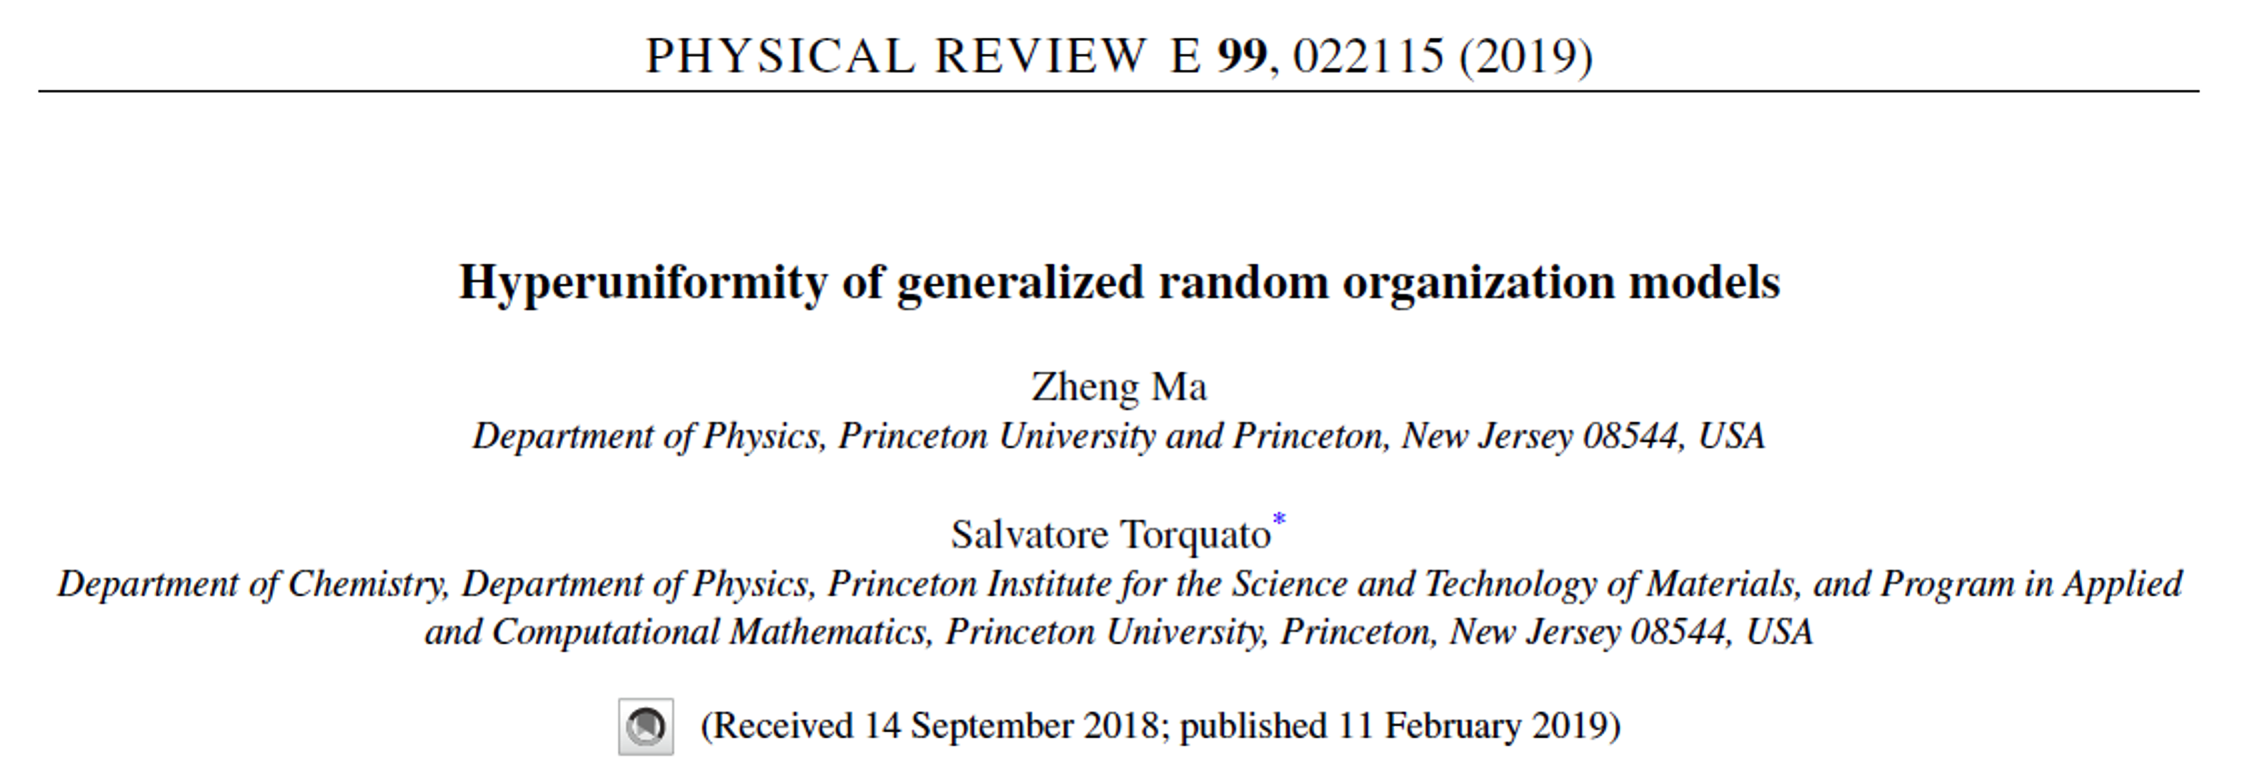 PHYSICAL REVIEW E 99, 022115 (2019)
Hyperuniformity of generalized random organization models
Zheng Ma
Department of Physics, Princeton University and Princeton, New Jersey 08544, USA
Salvatore Torquato*
Department of Chemistry, Department of Physics, Princeton Institute for the Science and Technology of Materials, and Program in Applied
and Computational Mathematics, Princeton University, Princeton, New Jersey 08544, USA
(Received 14 September 2018; published 11 February 2019)